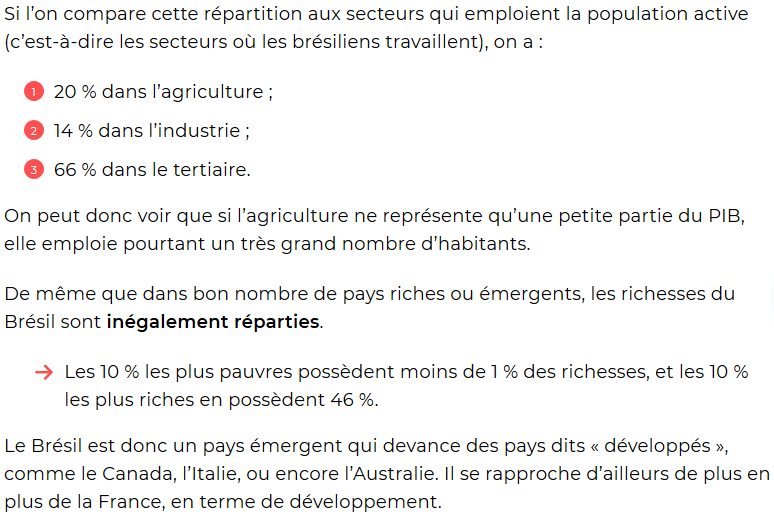 Si l’on compare cette répartition aux secteurs qui emploient la population active
(c’est-à-dire les secteurs où les brésiliens travaillent), on a :
1 20 % dans l’agriculture ;
2 14 % dans l’industrie ;
3 66 % dans le tertiaire.
On peut donc voir que si l’agriculture ne représente qu’une petite partie du PIB,
elle emploie pourtant un très grand nombre d’habitants.
De même que dans bon nombre de pays riches ou émergents, les richesses du
Brésil sont inégalement réparties.
→ Les 10 % les plus pauvres possèdent moins de 1 % des richesses, et les 10 %
les plus riches en possèdent 46 %.
Le Brésil est donc un pays émergent qui devance des pays dits « développés »,
comme le Canada, l’Italie, ou encore l’Australie. Il se rapproche d’ailleurs de plus en
plus de la France, en terme de développement.